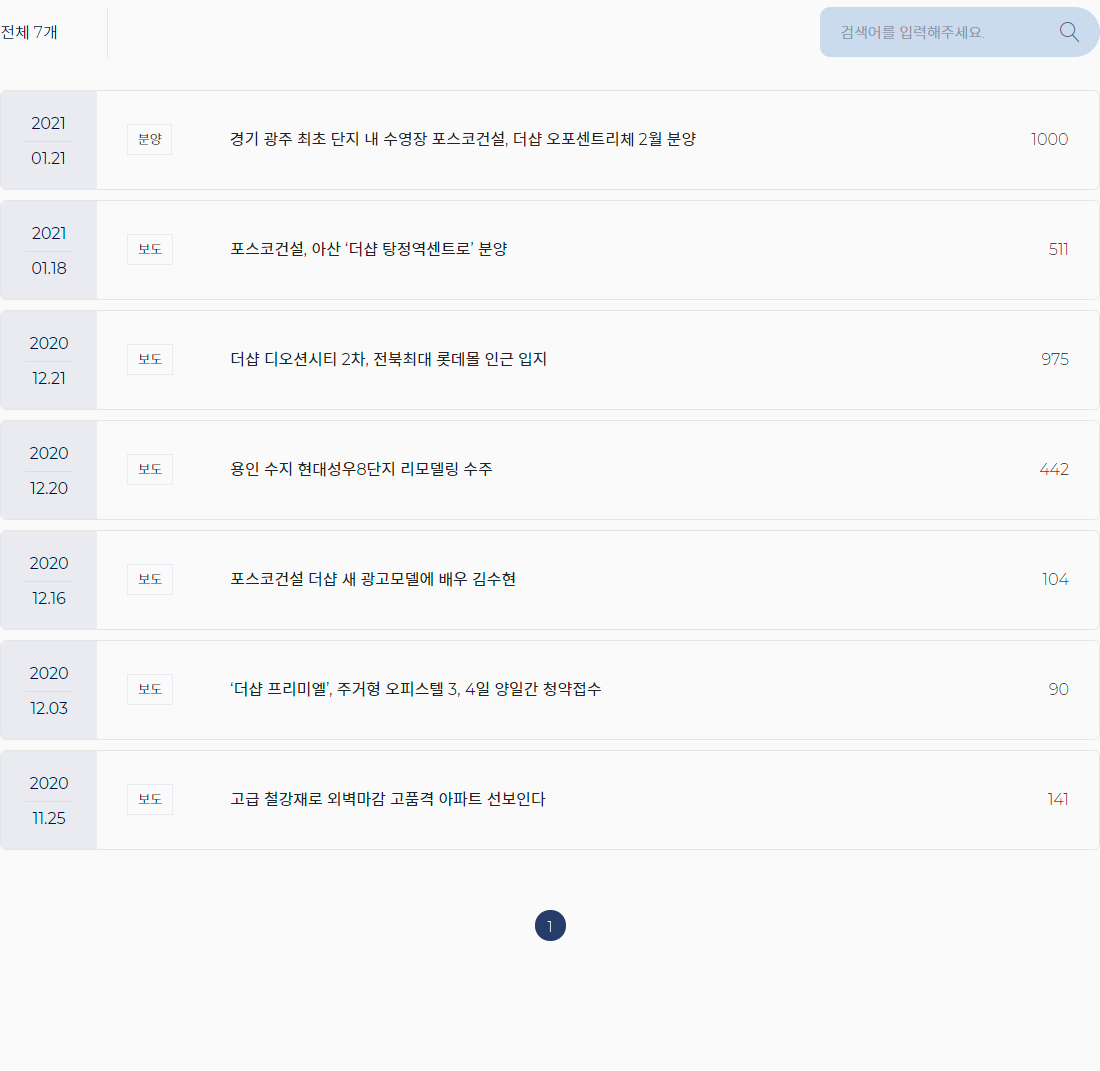 전체 7개
검색어를 입력해주세요.
2021
01.21
분양
경기 광주 최초 단지 내 수영장 포스코건설, 더샵 오포센트리체 2월 분양
1000
2021
01.18
보도
포스코건설, 아산 ‘더샵 탕정역센트로’ 분양
511
2020
12.21
보도
더샵 디오션시티 2차, 전북최대 롯데몰 인근 입지
975
2020
12.20
보도
용인 수지 현대성우8단지 리모델링 수주
442
2020
12.16
보도
포스코건설 더샵 새 광고모델에 배우 김수현
104
2020
12.03
보도
‘더샵 프리미엘’, 주거형 오피스텔 3, 4일 양일간 청약접수
90
2020
11.25
보도
고급 철강재로 외벽마감 고품격 아파트 선보인다
141
1